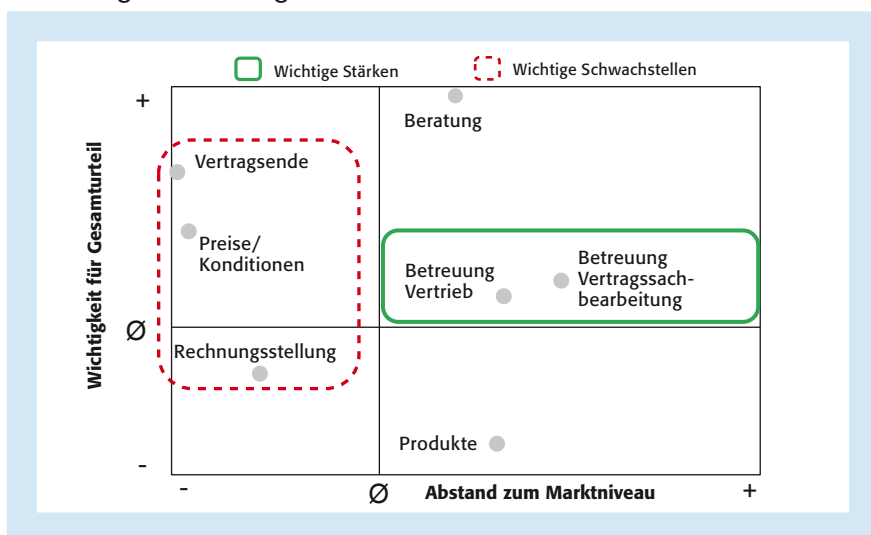 Wichtige Stärken
Wichtige Schwachstellen
+
Beratung
Vertragsende
Wichtigkeit für Gesamturteil
Preise/
Konditionen
Betreuung
Vertrieb
Betreuung
Vertragssach-
bearbeitung
Ø
Rechnungsstellung
Produkte
-
-
Ø
Abstand zum Marktniveau
+